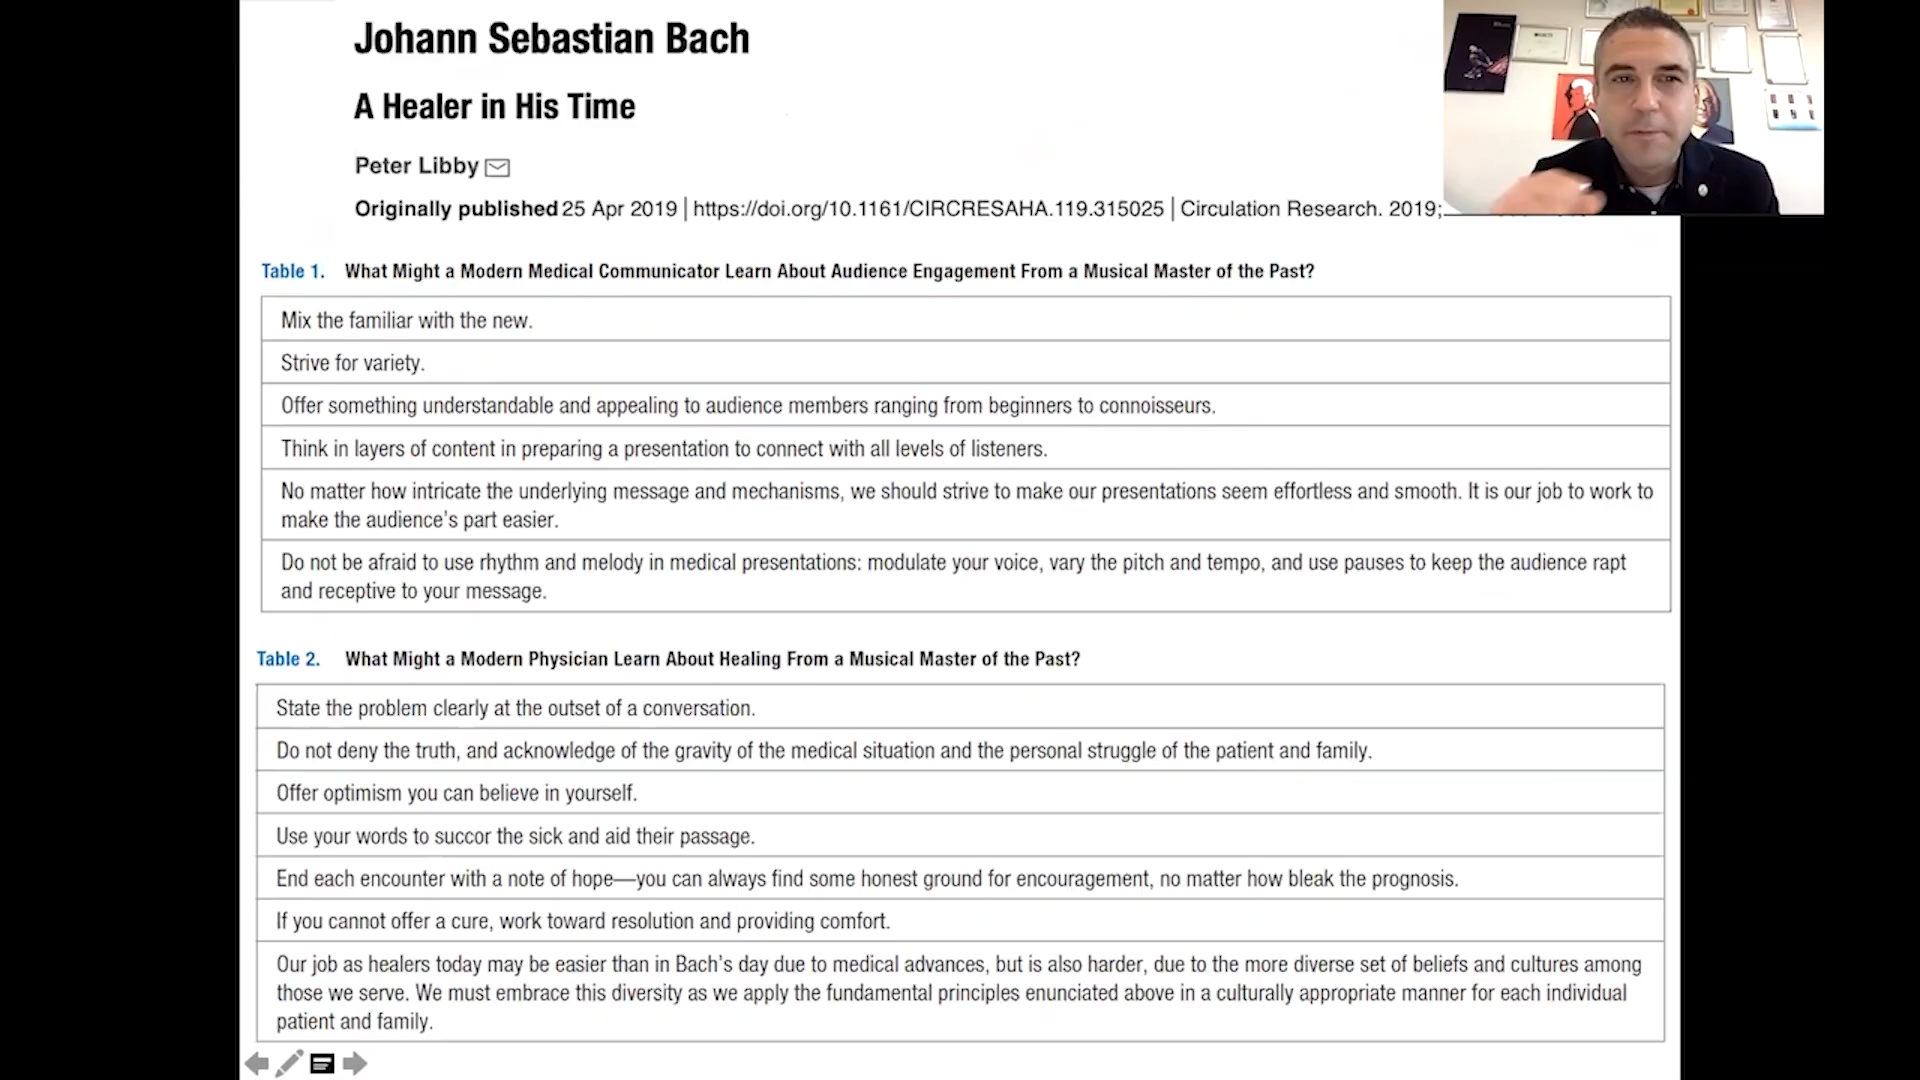 Johann Sebastian Bach
A Healer in His Time
Peter Libby
Originally published 25 Apr 2019 | https://doi.org/10.1161/CIRCRESAHA.119.315025 | Circulation Research. 2019;
Table 1. What Might a Modern Medical Communicator Learn About Audience Engagement From a Musical Master of the Past?
Mix the familiar with the new.
Strive for variety.
Offer something understandable and appealing to audience members ranging from beginners to connoisseurs.
Think in layers of content in preparing a presentation to connect with all levels of listeners.
No matter how intricate the underlying message and mechanisms, we should strive to make our presentations seem effortless and smooth. It is our job to work to
make the audience's part easier.
Do not be afraid to use rhythm and melody in medical presentations: modulate your voice, vary the pitch and tempo, and use pauses to keep the audience rapt
and receptive to your message.
Table 2. What Might a Modern Physician Learn About Healing From a Musical Master of the Past?
State the problem clearly at the outset of a conversation.
Do not deny the truth, and acknowledge of the gravity of the medical situation and the personal struggle of the patient and family.
Offer optimism you can believe in yourself.
Use your words to succor the sick and aid their passage.
End each encounter with a note of hope—you can always find some honest ground for encouragement, no matter how bleak the prognosis.
If you cannot offer a cure, work toward resolution and providing comfort.
Our job as healers today may be easier than in Bach's day due to medical advances, but is also harder, due to the more diverse set of beliefs and cultures among
those we serve. We must embrace this diversity as we apply the fundamental principles enunciated above in a culturally appropriate manner for each individual
patient and family.